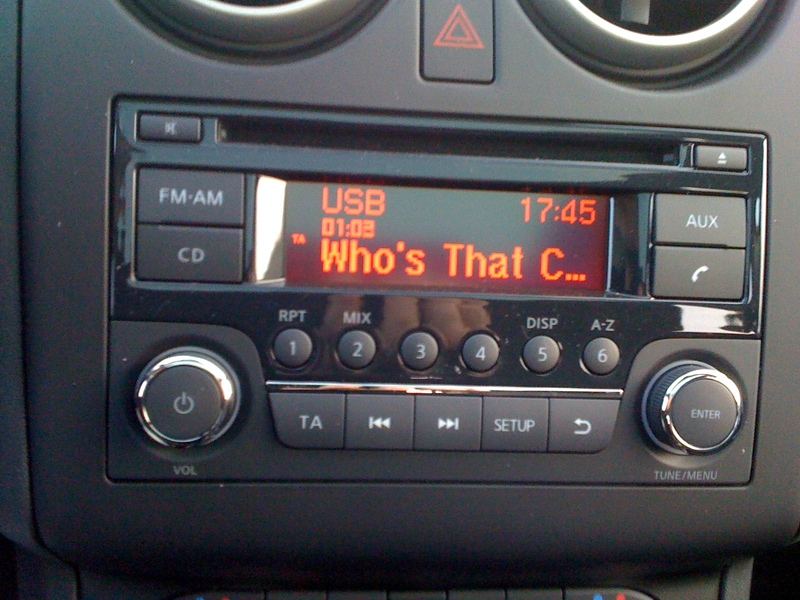 FM·AM
CD
USB
17:45
01:03
TA
Who's That C...
AUX
RPT
MIX
DISP
A-Z
1
2
3
4
5
6
TA
SETUP
ENTER
VOL
TUNE/MENU